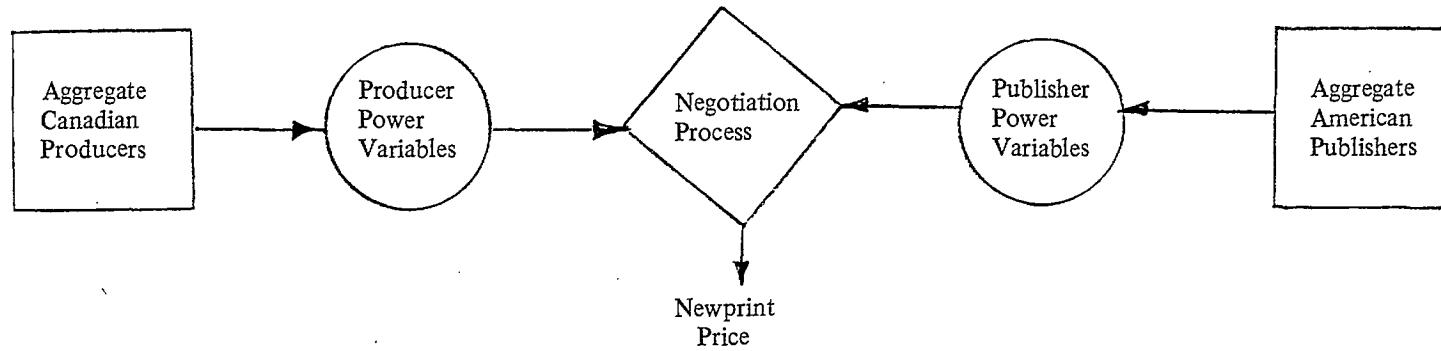 Aggregate
Canadian
Producers
Producer
Power
Variables
Negotiation
Process
Publisher
Power
Variables
Aggregate
American
Publishers
Newprint
Price